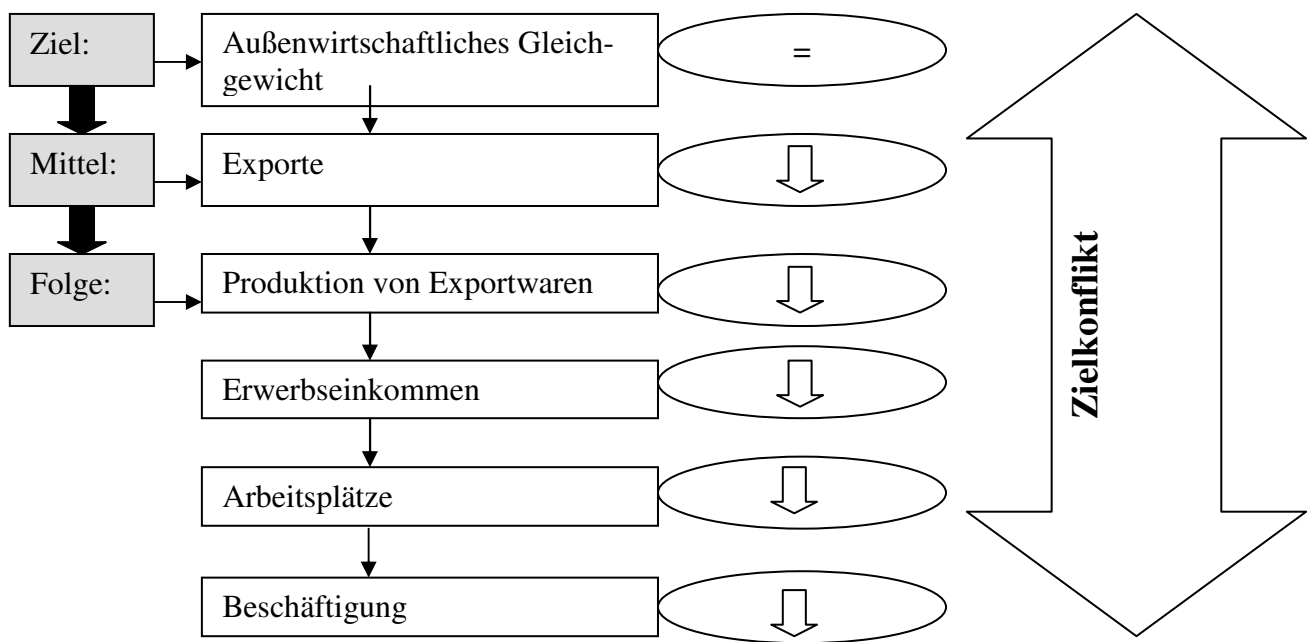 Ziel:
Außenwirtschaftliches Gleich-
gewicht
=
Mittel:
Exporte
Folge:
Produktion von Exportwaren
Erwerbseinkommen
Arbeitsplätze
Beschäftigung
Zielkonflikt